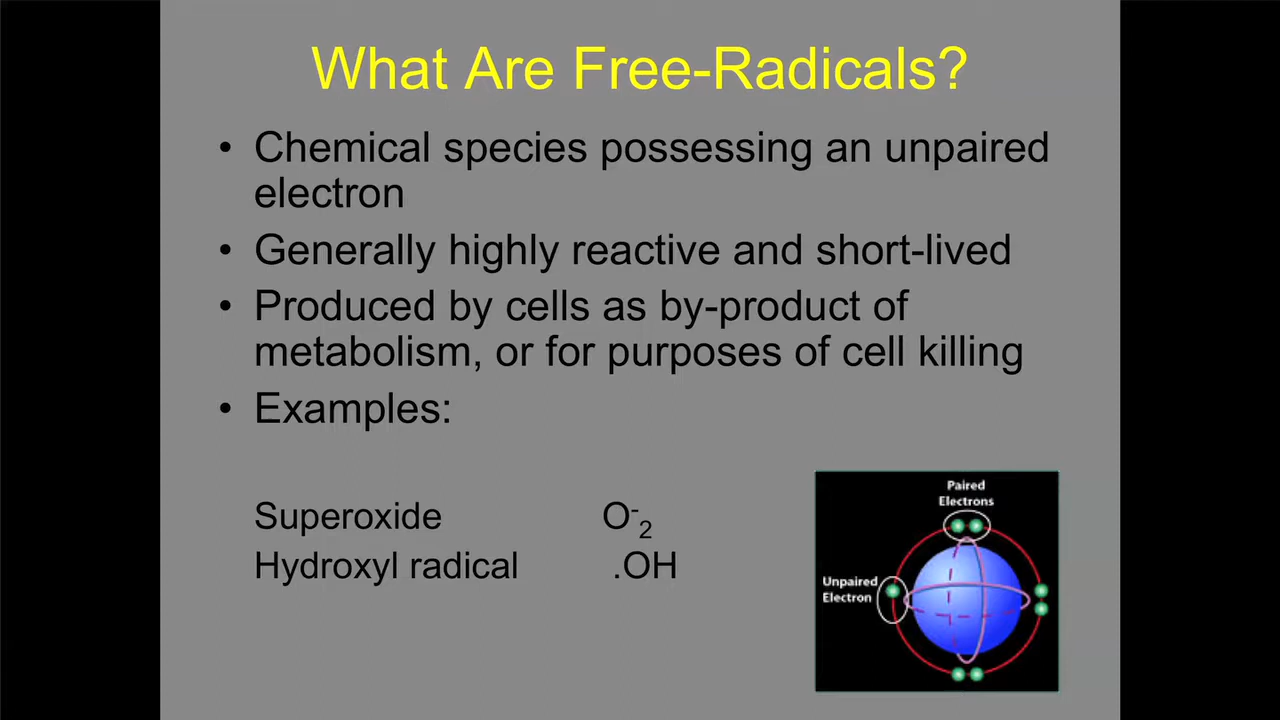 What Are Free-Radicals?
• Chemical species possessing an unpaired
electron
• Generally highly reactive and short-lived
• Produced by cells as by-product of
metabolism, or for purposes of cell killing
• Examples:
Superoxide O⁻₂
Hydroxyl radical .OH
Paired
Electrons
Unpaired
Electron